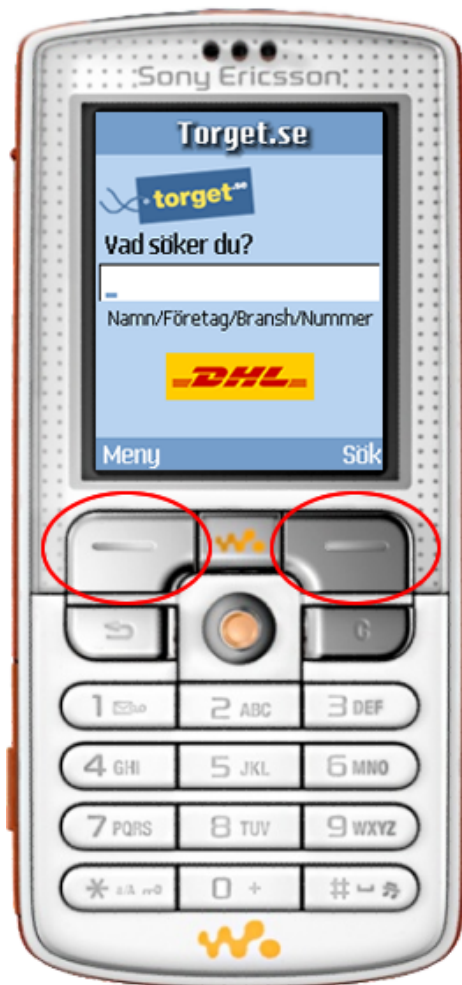 Sony Ericsson
Torget.se
torget.se
Vad söker du?
Namn/Företag/Bransh/Nummer
DHL
Meny Sök
C
1 2 ABC 3 DEF
4 GHI 5 JKL 6 MNO
7 PQRS 8 TUV 9 WXYZ
* a/A 0 + #